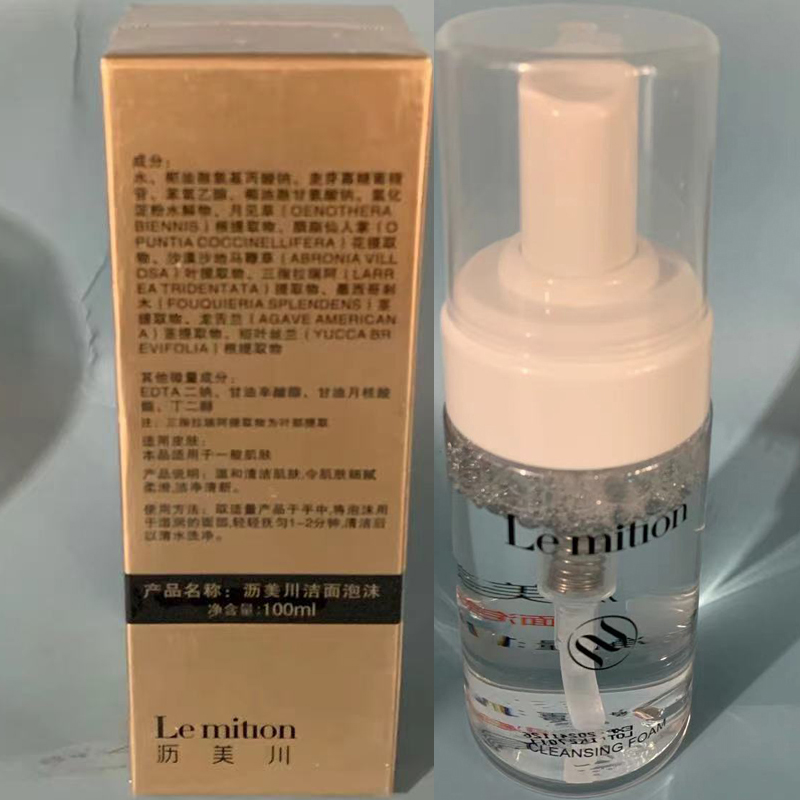 成分：
水、椰油酰氨基丙酸钠、麦芽寡糖葡糖
苷、苯氧乙醇、椰油酰甘氨酸钠、氢化
淀粉水解物、月见草（OENOTHERA
BIENNIS）根提取物、胭脂仙人掌（O
PUNTIA COCCINELLIFERA）花提取
物、沙漠沙地马鞭草（ABRONIA VILL
OSA）叶提取物、三指拉瑞阿（LARR
EA TRIDENTATA）提取物、墨西哥刺
木（FOUQUIERIA SPLENDENS）茎
提取物、龙舌兰（AGAVE AMERICAN
A）茎提取物、短叶丝兰（YUCCA BR
EVIFOLIA）根提取物
其他微量成分：
EDTA 二钠、甘油辛酸酯、甘油月桂酸
酯、丁二醇
注：三指拉瑞阿提取物为叶部提取
适用皮肤：
本品适用于一般肌肤
产品说明：温和清洁肌肤，令肌肤细腻
柔滑，洁净清新。
使用方法：取适量产品于手中，将泡沫用
于湿润的面部，轻轻抚匀1-2分钟，清洁后
以清水洗净。
产品名称：沥美川洁面泡沫
净含量：100ml
Le mition
沥美川
Le mition
CLEANSING FOAM